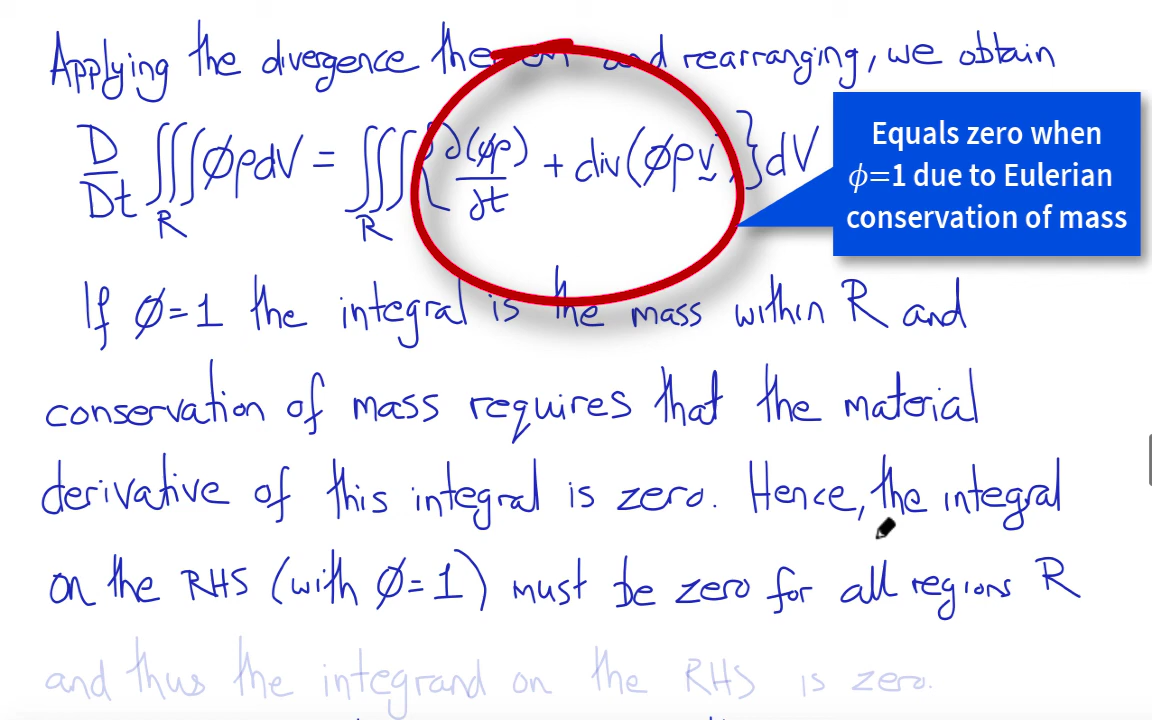 Applying the divergence theorem and rearranging, we obtain
D/Dt ∭_R ϕρdV = ∭_R {∂(ϕρ)/∂t + div(ϕρv)}dV
Equals zero when
ϕ=1 due to Eulerian
conservation of mass
If ϕ=1 the integral is the mass within R and
conservation of mass requires that the material
derivative of this integral is zero. Hence, the integral
on the RHS (with ϕ=1) must be zero for all regions R
and thus the integrand on the RHS is zero.